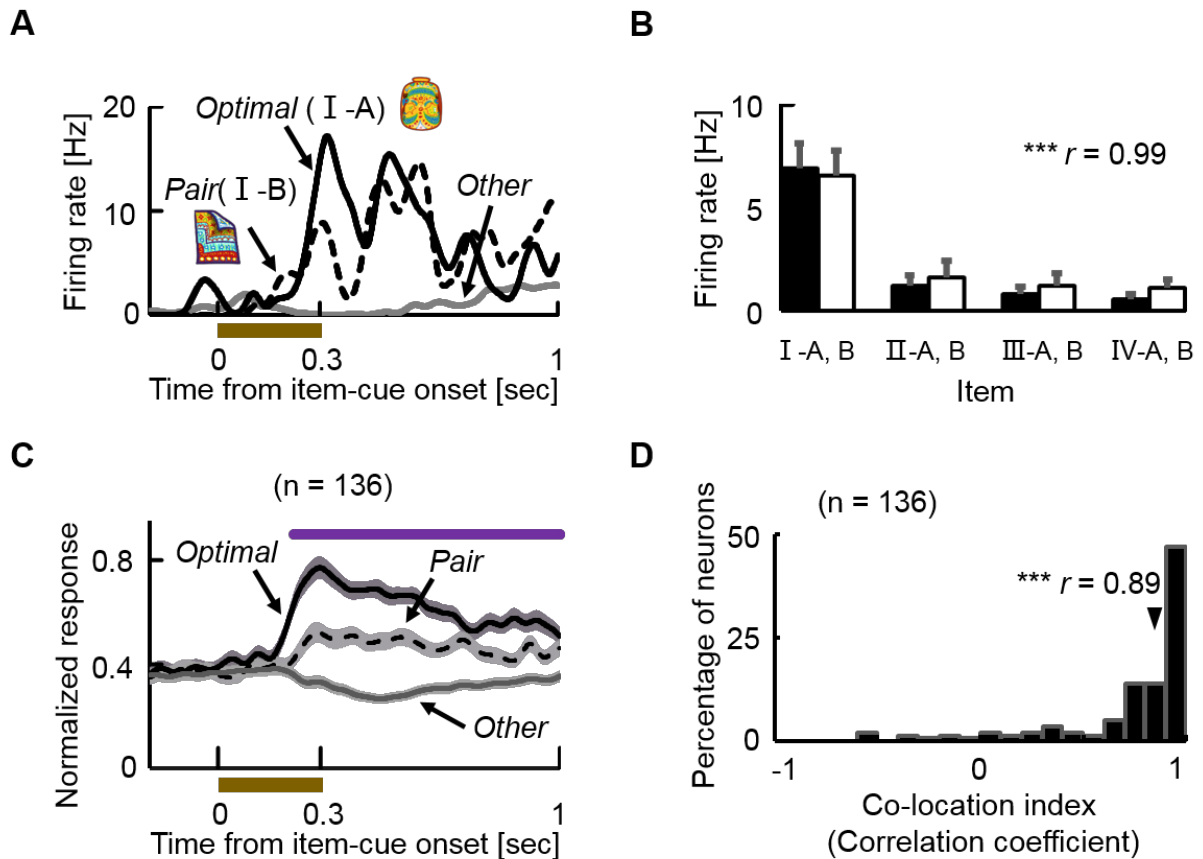 A
20
10
0
Firing rate [Hz]
Optimal (Ⅰ-A)
Pair(Ⅰ-B)
Other
0
0.3
1
Time from item-cue onset [sec]
B
10
5
0
Firing rate [Hz]
*** r = 0.99
Ⅰ-A, B
Ⅱ-A, B
Ⅲ-A, B
Ⅳ-A, B
Item
C
(n = 136)
0.8
0.4
0
Normalized response
Optimal
Pair
Other
0
0.3
1
Time from item-cue onset [sec]
D
(n = 136)
50
25
0
Percentage of neurons
*** r = 0.89
-1
0
1
Co-location index
(Correlation coefficient)